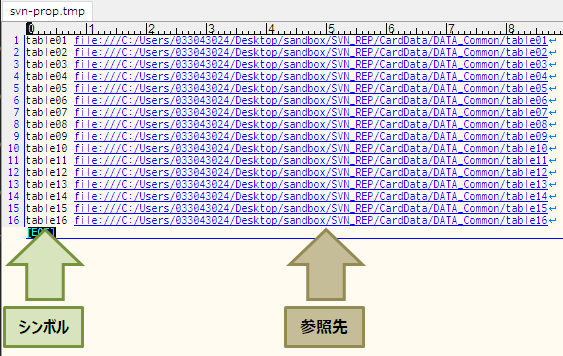 svn-prop.tmp
0 1 2 3 4 5 6 7 8
1 table01 file:///C:/Users/033043024/Desktop/sandbox/SVN_REP/CardData/DATA_Common/table01↵
2 table02 file:///C:/Users/033043024/Desktop/sandbox/SVN_REP/CardData/DATA_Common/table02↵
3 table03 file:///C:/Users/033043024/Desktop/sandbox/SVN_REP/CardData/DATA_Common/table03↵
4 table04 file:///C:/Users/033043024/Desktop/sandbox/SVN_REP/CardData/DATA_Common/table04↵
5 table05 file:///C:/Users/033043024/Desktop/sandbox/SVN_REP/CardData/DATA_Common/table05↵
6 table06 file:///C:/Users/033043024/Desktop/sandbox/SVN_REP/CardData/DATA_Common/table06↵
7 table07 file:///C:/Users/033043024/Desktop/sandbox/SVN_REP/CardData/DATA_Common/table07↵
8 table08 file:///C:/Users/033043024/Desktop/sandbox/SVN_REP/CardData/DATA_Common/table08↵
9 table09 file:///C:/Users/033043024/Desktop/sandbox/SVN_REP/CardData/DATA_Common/table09↵
10 table10 file:///C:/Users/033043024/Desktop/sandbox/SVN_REP/CardData/DATA_Common/table10↵
11 table11 file:///C:/Users/033043024/Desktop/sandbox/SVN_REP/CardData/DATA_Common/table11↵
12 table12 file:///C:/Users/033043024/Desktop/sandbox/SVN_REP/CardData/DATA_Common/table12↵
13 table13 file:///C:/Users/033043024/Desktop/sandbox/SVN_REP/CardData/DATA_Common/table13↵
14 table14 file:///C:/Users/033043024/Desktop/sandbox/SVN_REP/CardData/DATA_Common/table14↵
15 table15 file:///C:/Users/033043024/Desktop/sandbox/SVN_REP/CardData/DATA_Common/table15↵
16 table16 file:///C:/Users/033043024/Desktop/sandbox/SVN_REP/CardData/DATA_Common/table16↵
シンボル
参照先